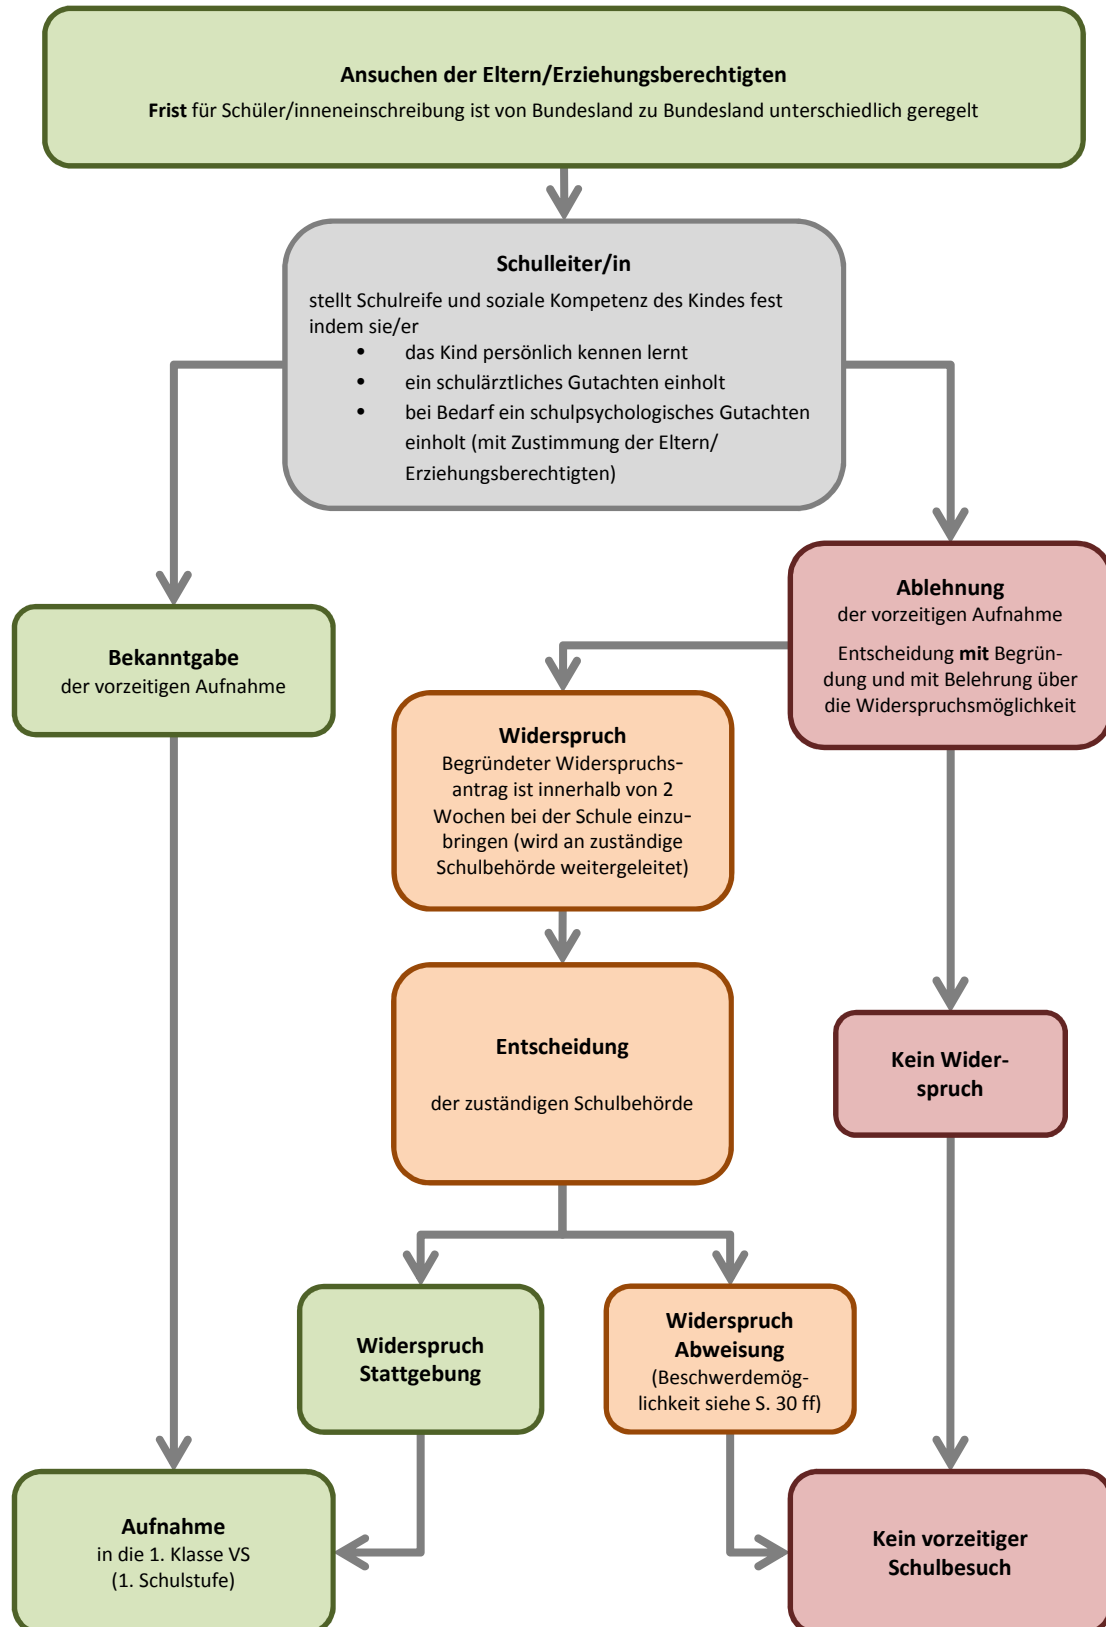 Ansuchen der Eltern/Erziehungsberechtigten
Frist für Schüler/inneneinschreibung ist von Bundesland zu Bundesland unterschiedlich geregelt
Schulleiter/in
stellt Schulreife und soziale Kompetenz des Kindes fest
indem sie/er
• das Kind persönlich kennen lernt
• ein schulärztliches Gutachten einholt
• bei Bedarf ein schulpsychologisches Gutachten
einholt (mit Zustimmung der Eltern/
Erziehungsberechtigten)
Bekanntgabe
der vorzeitigen Aufnahme
Ablehnung
der vorzeitigen Aufnahme
Entscheidung mit Begrün-
dung und mit Belehrung über
die Widerspruchsmöglichkeit
Widerspruch
Begründeter Widerspruchs-
antrag ist innerhalb von 2
Wochen bei der Schule einzu-
bringen (wird an zuständige
Schulbehörde weitergeleitet)
Entscheidung
der zuständigen Schulbehörde
Kein Wider-
spruch
Widerspruch
Stattgebung
Widerspruch
Abweisung
(Beschwerdemög-
lichkeit siehe S. 30 ff)
Aufnahme
in die 1. Klasse VS
(1. Schulstufe)
Kein vorzeitiger
Schulbesuch